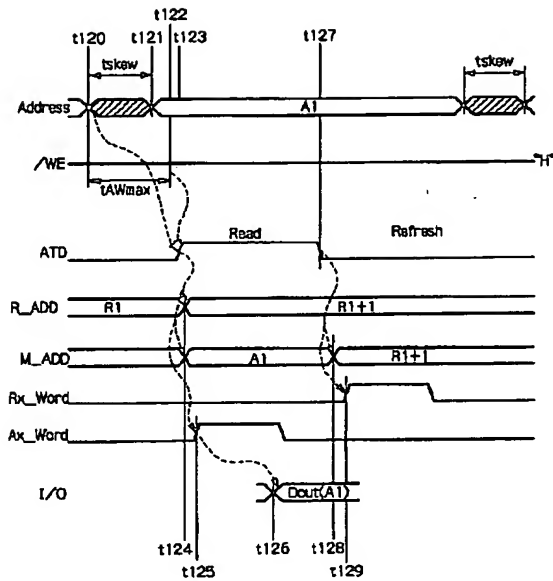 t122
t120 t121 t123 t127
tskew tskew
Address A1
/WE "H"
tAWmax
Read Refresh
ATD
R_ADD R1 R1+1
M_ADD A1 R1+1
Rx_Word
Ax_Word
I/O Dout(A1)
t124 t126 t128
t125 t129